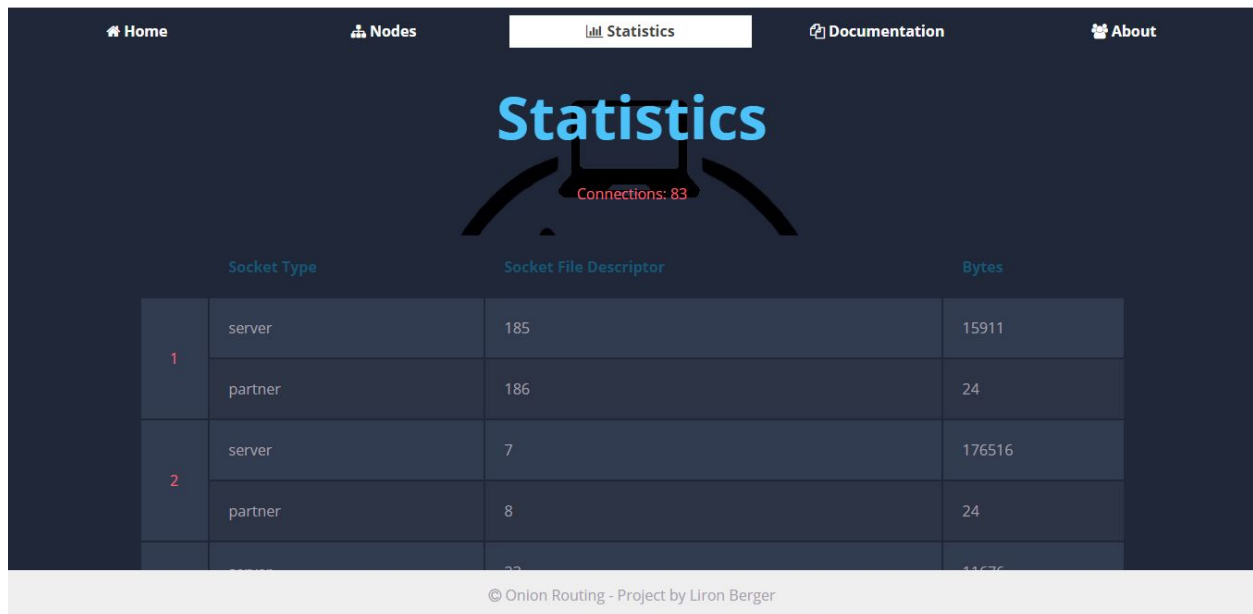 Home Nodes Statistics Documentation About
Statistics
Connections: 83
Socket Type Socket File Descriptor Bytes
1
server 185 15911
partner 186 24
2
server 7 176516
partner 8 24
© Onion Routing - Project by Liron Berger